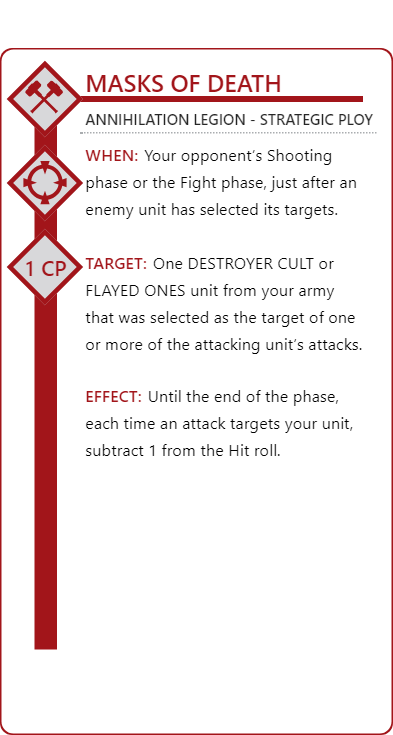 MASKS OF DEATH
ANNIHILATION LEGION - STRATEGIC PLOY
WHEN: Your opponent's Shooting
phase or the Fight phase, just after an
enemy unit has selected its targets.
1 CP
TARGET: One DESTROYER CULT or
FLAYED ONES unit from your army
that was selected as the target of one
or more of the attacking unit's attacks.
EFFECT: Until the end of the phase,
each time an attack targets your unit,
subtract 1 from the Hit roll.